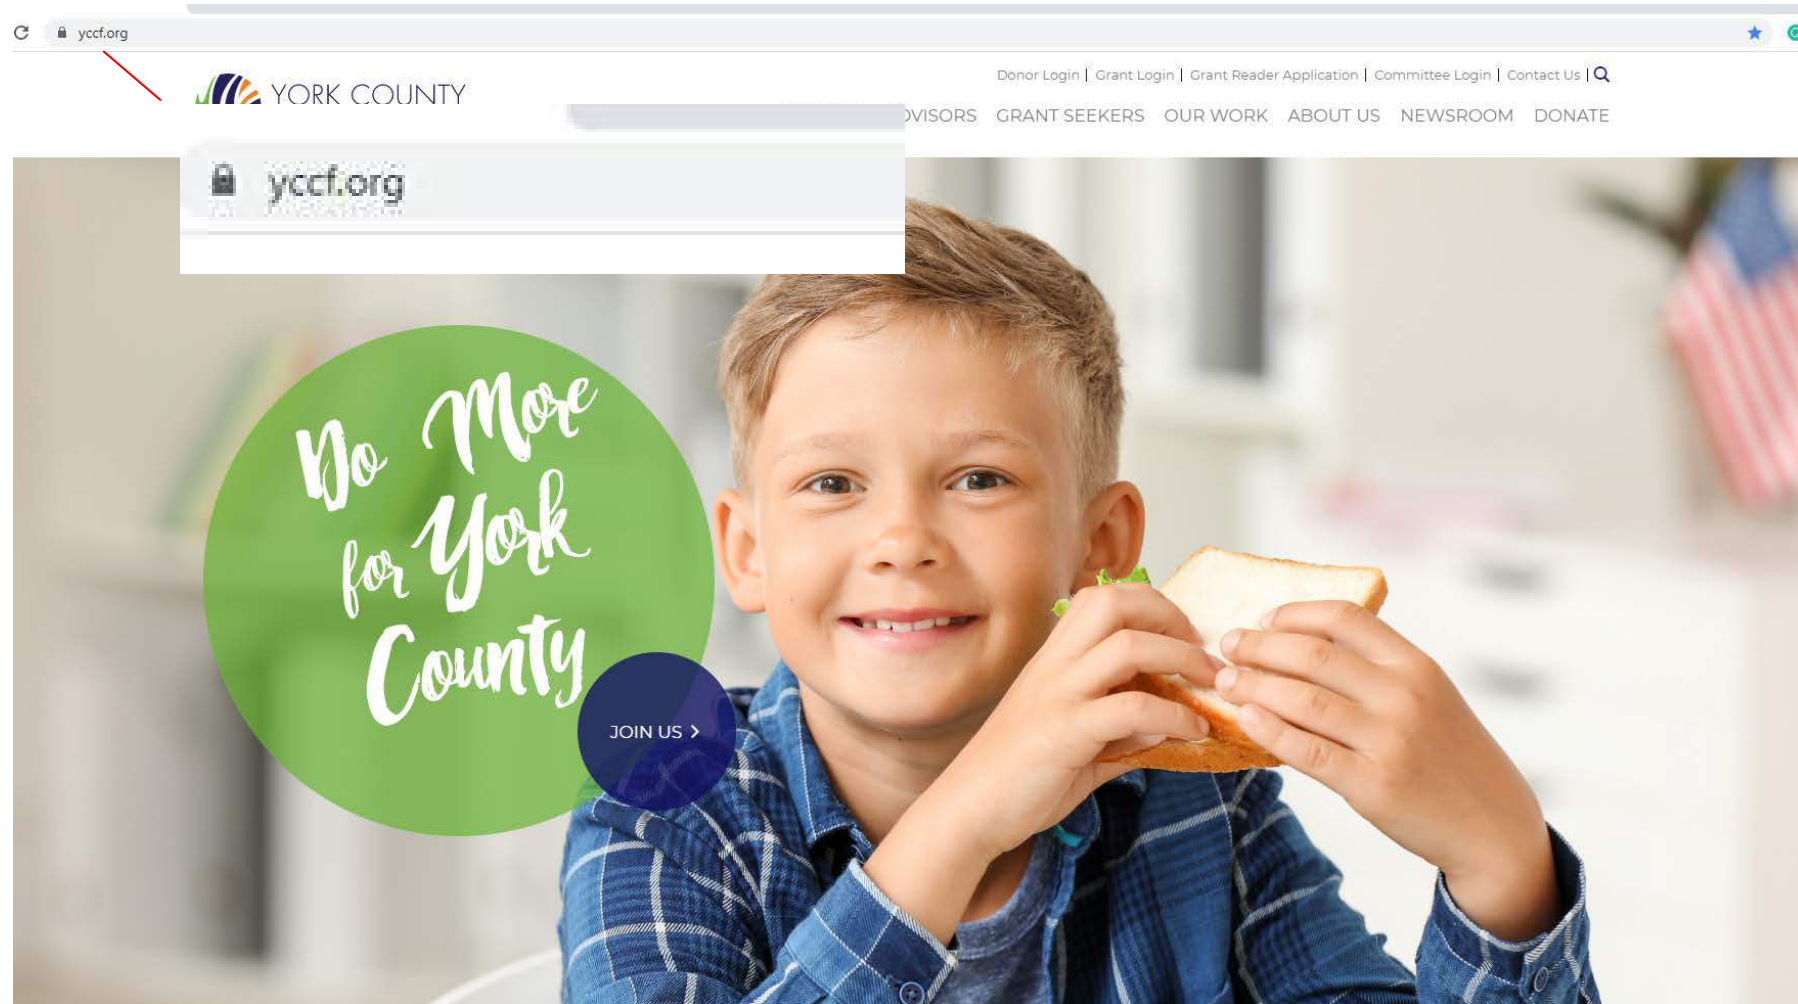 yccf.org
YORK COUNTY
Donor Login | Grant Login | Grant Reader Application | Committee Login | Contact Us |
GRANT SEEKERS OUR WORK ABOUT US NEWSROOM DONATE
yccf.org
Do More
for York
County
JOIN US >